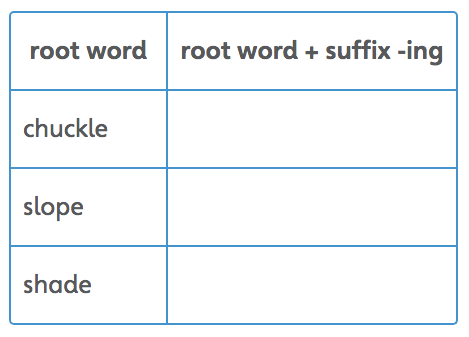 root word root word + suffix -ing
chuckle
slope
shade